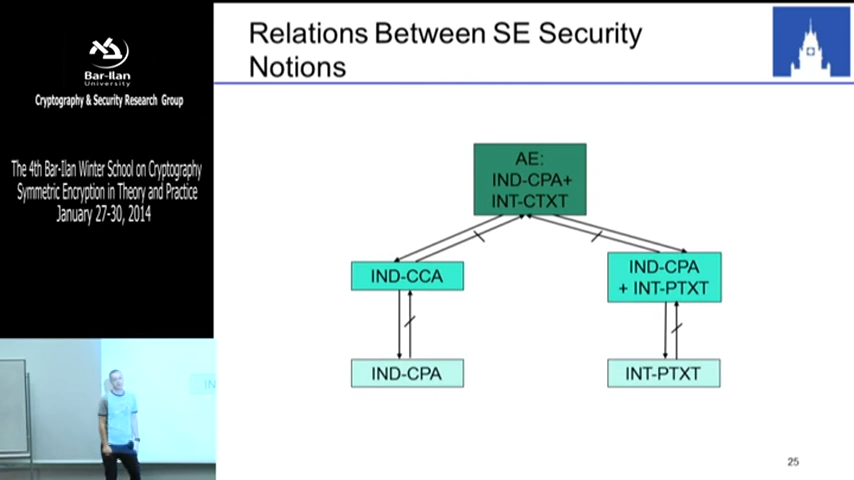 Bar-Ilan
University
Cryptography & Security Research Group
The 4th Bar-Ilan Winter School on Cryptography
Symmetric Encryption in Theory and Practice
January 27-30, 2014
Relations Between SE Security
Notions
AE:
IND-CPA+
INT-CTXT
IND-CCA
IND-CPA
+ INT-PTXT
IND-CPA
INT-PTXT
25